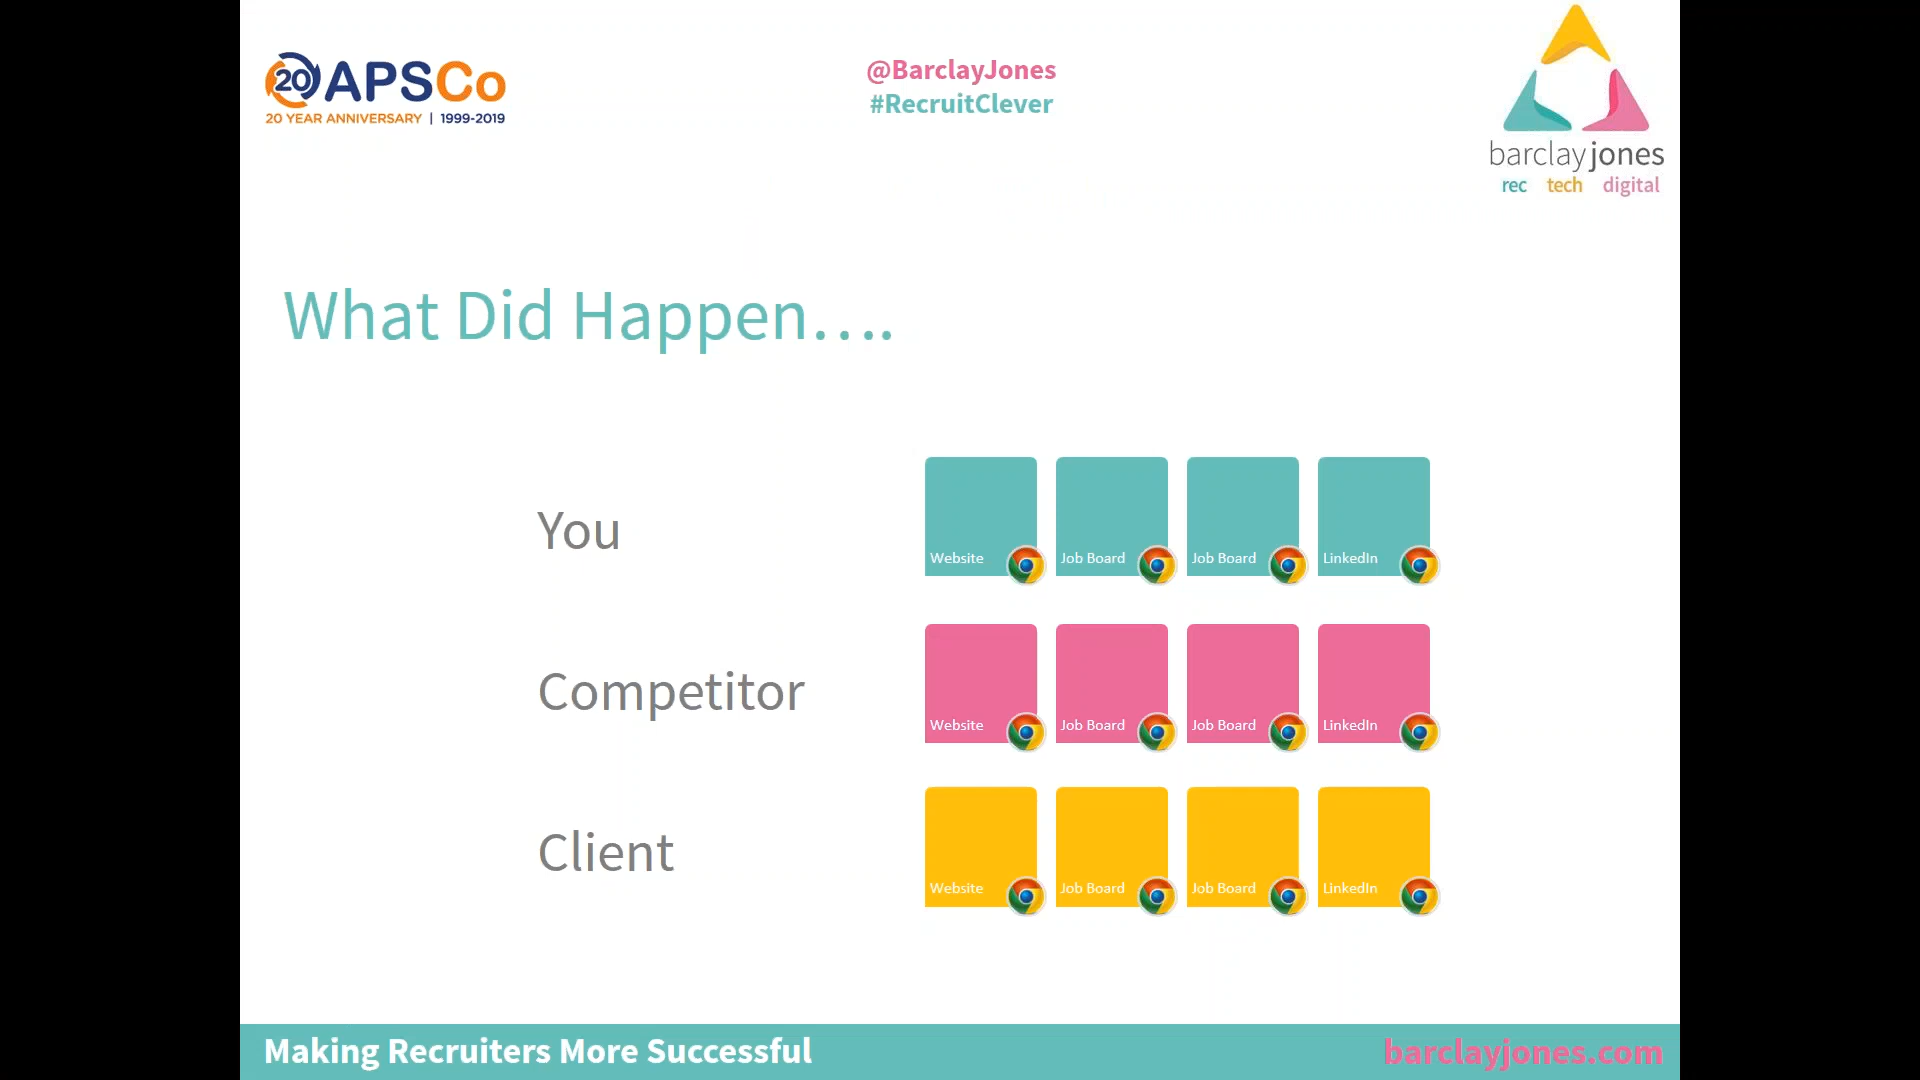 20 APSCo
20 YEAR ANNIVERSARY | 1999-2019
@BarclayJones
#RecruitClever
barclayjones
rec tech digital
What Did Happen....
You
Website Job Board Job Board LinkedIn
Competitor
Website Job Board Job Board LinkedIn
Client
Website Job Board Job Board LinkedIn
Making Recruiters More Successful
barclayjones.com